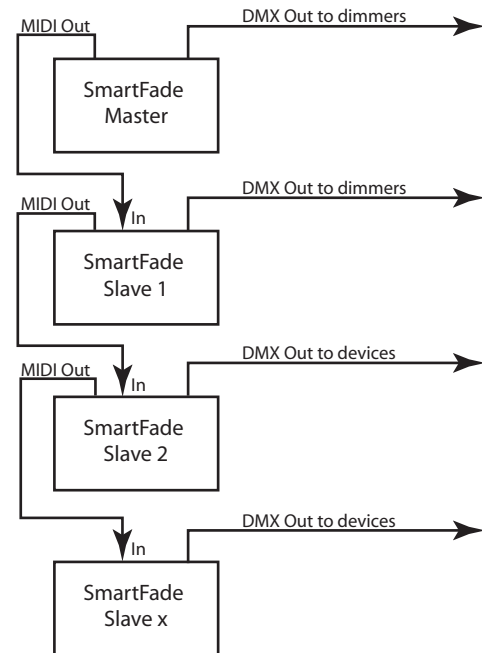 DMX Out to dimmers
MIDI Out
SmartFade
Master
DMX Out to dimmers
MIDI Out
In
SmartFade
Slave 1
DMX Out to devices
MIDI Out
In
SmartFade
Slave 2
DMX Out to devices
In
SmartFade
Slave x